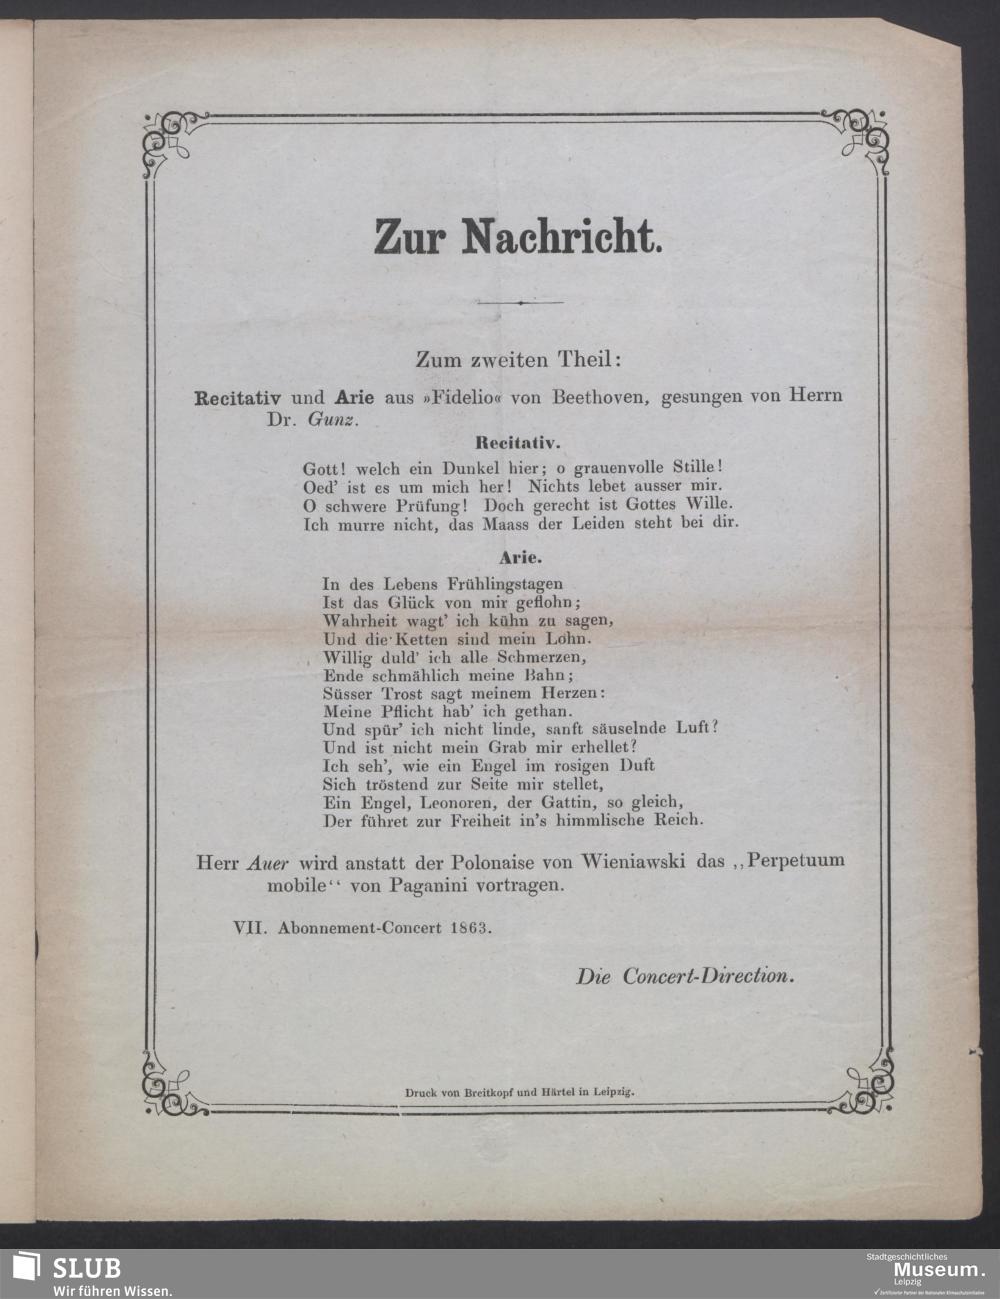 Zur Nachricht.
Zum zweiten Theil:
Recitativ und Arie aus »Fidelio« von Beethoven, gesungen von Herrn
Dr. Gunz.
Recitativ.
Gott! welch ein Dunkel hier; o grauenvolle Stille!
Oed' ist es um mich her! Nichts lebet ausser mir.
O schwere Prüfung! Doch gerecht ist Gottes Wille.
Ich murre nicht, das Maass der Leiden steht bei dir.
Arie.
In des Lebens Frühlingstagen
Ist das Glück von mir geflohn;
Wahrheit wagt' ich kühn zu sagen,
Und die Ketten sind mein Lohn.
Willig duld' ich alle Schmerzen,
Ende schmählich meine Bahn;
Süsser Trost sagt meinem Herzen:
Meine Pflicht hab' ich gethan.
Und spür' ich nicht linde, sanft säuselnde Luft?
Und ist nicht mein Grab mir erhellet?
Ich seh', wie ein Engel im rosigen Duft
Sich tröstend zur Seite mir stellet,
Ein Engel, Leonoren, der Gattin, so gleich,
Der führet zur Freiheit in's himmlische Reich.
Herr Auer wird anstatt der Polonaise von Wieniawski das ,,Perpetuum
mobile‘‘ von Paganini vortragen.
VII. Abonnement-Concert 1863.
Die Concert-Direction.
Druck von Breitkopf und Härtel in Leipzig.
SLUB
Wir führen Wissen.
Stadtgeschichtliches
Museum.
Leipzig
Zertifizierter Partner der Nationalen Klimaschutzinitiative